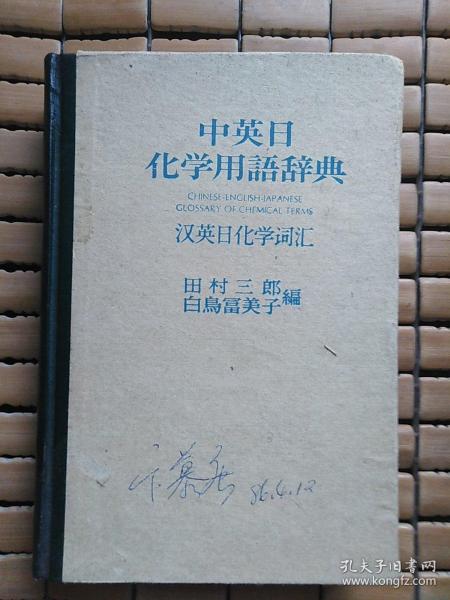 中英日
化学用語辞典
CHINESE-ENGLISH-JAPANESE
GLOSSARY OF CHEMICAL TERMS
汉英日化学词汇
田村三郎
白鳥冨美子 編
86.4.12
孔夫子旧书网
www.kongfz.com